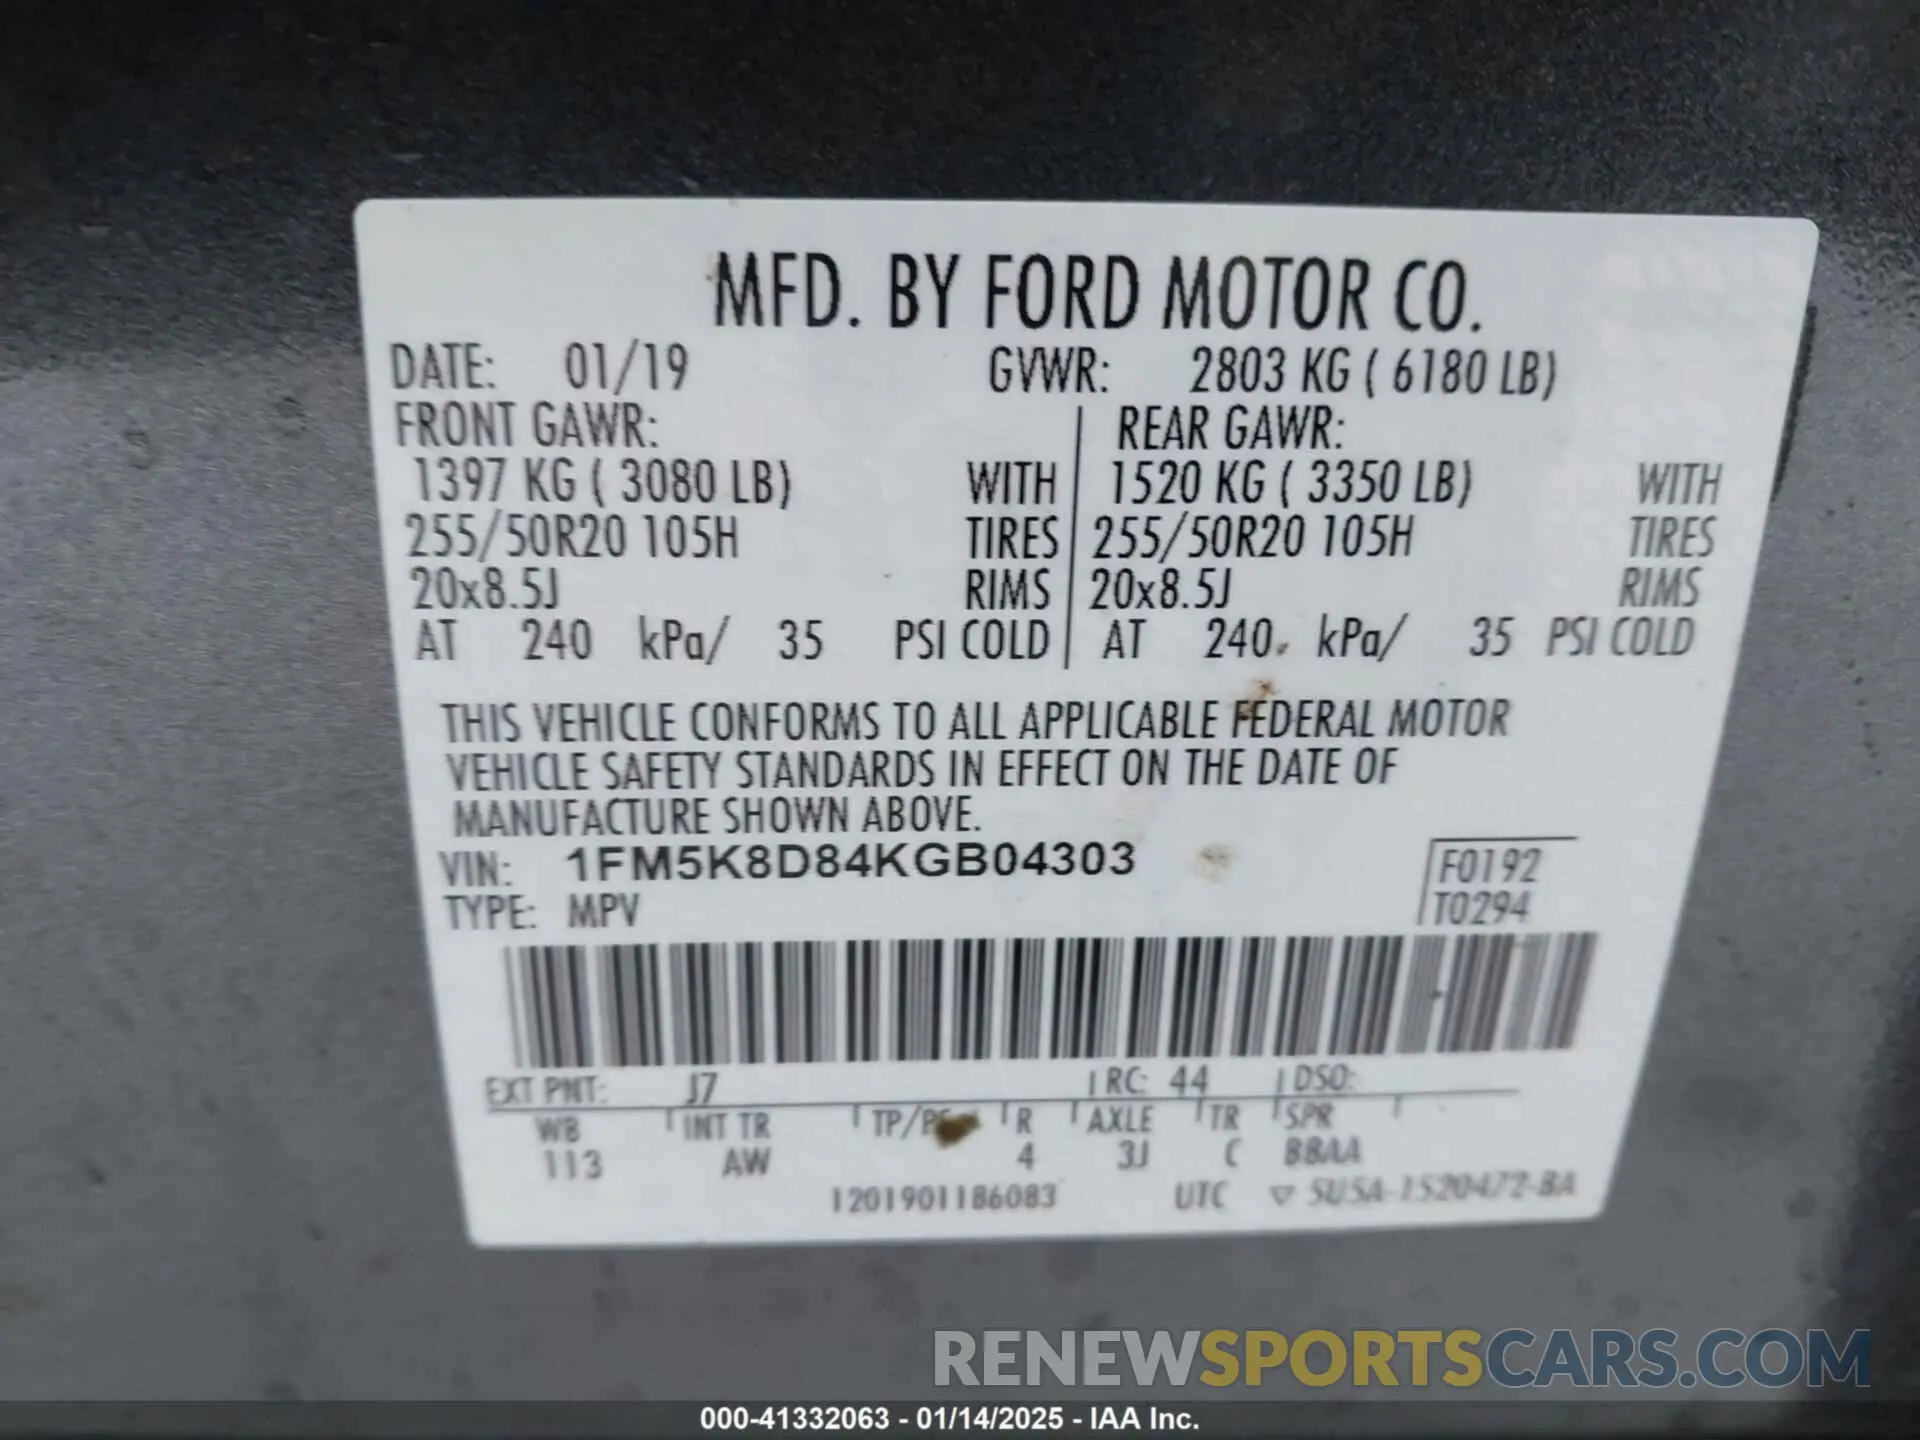 MFD. BY FORD MOTOR CO.
DATE: 01/19 GVWR: 2803 KG ( 6180 LB)
FRONT GAWR: REAR GAWR:
1397 KG ( 3080 LB) WITH 1520 KG ( 3350 LB) WITH
255/50R20 105H TIRES 255/50R20 105H TIRES
20x8.5J RIMS 20x8.5J RIMS
AT 240 kPa/ 35 PSI COLD AT 240 kPa/ 35 PSI COLD
THIS VEHICLE CONFORMS TO ALL APPLICABLE FEDERAL MOTOR
VEHICLE SAFETY STANDARDS IN EFFECT ON THE DATE OF
MANUFACTURE SHOWN ABOVE.
VIN: 1FM5K8D84KGB04303 F0192
TYPE: MPV T0294
EXT PNT: J7 RC: 44 DSO:
WB INT TR R AXLE TR SPR
113 AW 4 3J C BBAA
1201901186083 UTC ▽ 5U5A-1520472-BA
RENEWSPORTSCARS.COM
000-41332063 - 01/14/2025 - IAA Inc.